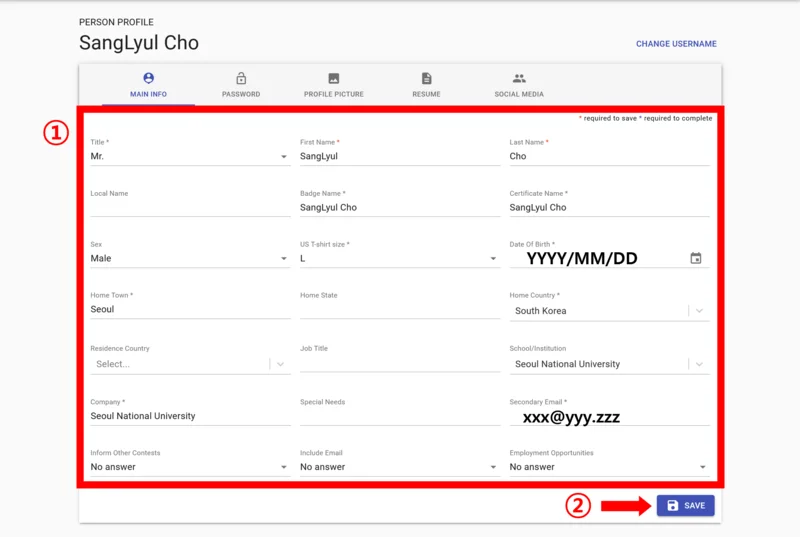 PERSON PROFILE
SangLyul Cho
CHANGE USERNAME
MAIN INFO PASSWORD PROFILE PICTURE RESUME SOCIAL MEDIA
①
* required to save * required to complete
Title * First Name * Last Name *
Mr. SangLyul Cho
Local Name Badge Name * Certificate Name *
SangLyul Cho SangLyul Cho
Sex US T-shirt size * Date Of Birth *
Male L YYYY/MM/DD
Home Town * Home State Home Country *
Seoul South Korea
Residence Country Job Title School/Institution
Select... Seoul National University
Company * Special Needs Secondary Email *
Seoul National University xxx@yyy.zzz
Inform Other Contests Include Email Employment Opportunities
No answer No answer No answer
② SAVE